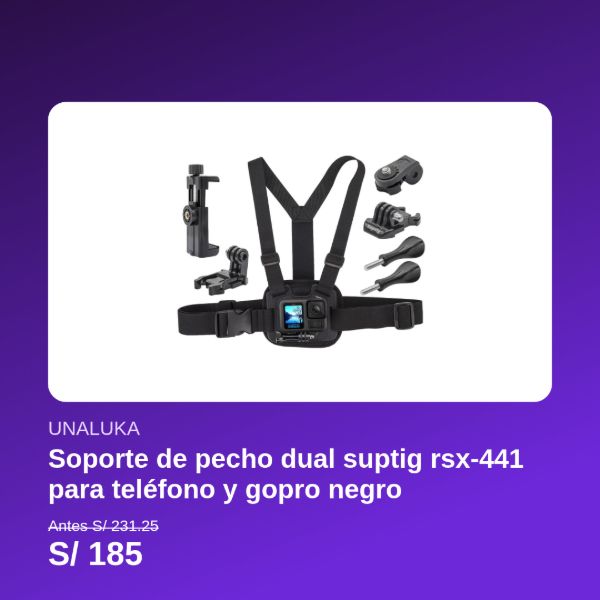 UNALUKA
Soporte de pecho dual suptig rsx-441
para teléfono y gopro negro
Antes S/ 231.25
S/ 185